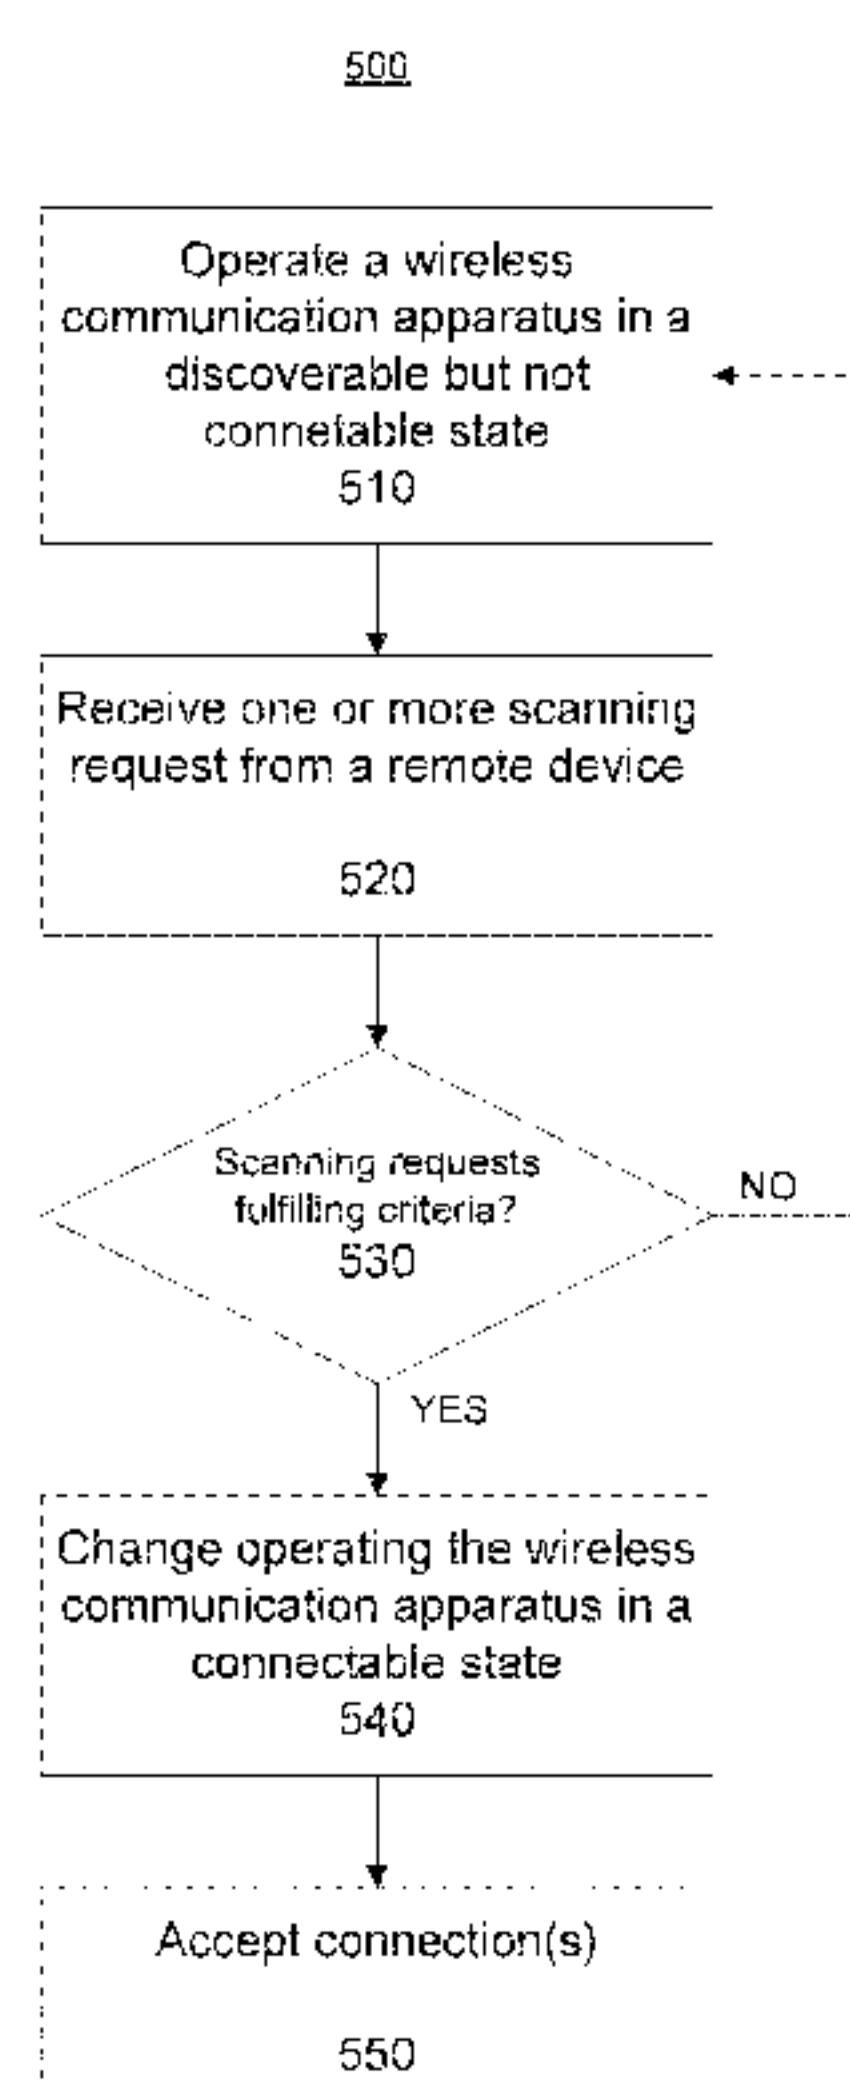 500
Operate a wireless
communication apparatus in a
discoverable but not
connetable state
510
Receive one or more scanning
request from a remote device
520
Scanning requests
fulfilling criteria?
530
NO
YES
Change operating the wireless
communication apparatus in a
connectable state
540
Accept connection(s)
550